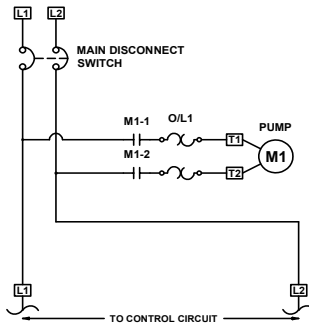 L1 L2
MAIN DISCONNECT
SWITCH
M1-1 O/L1 T1 PUMP
M1
M1-2 T2
L1 L2
TO CONTROL CIRCUIT